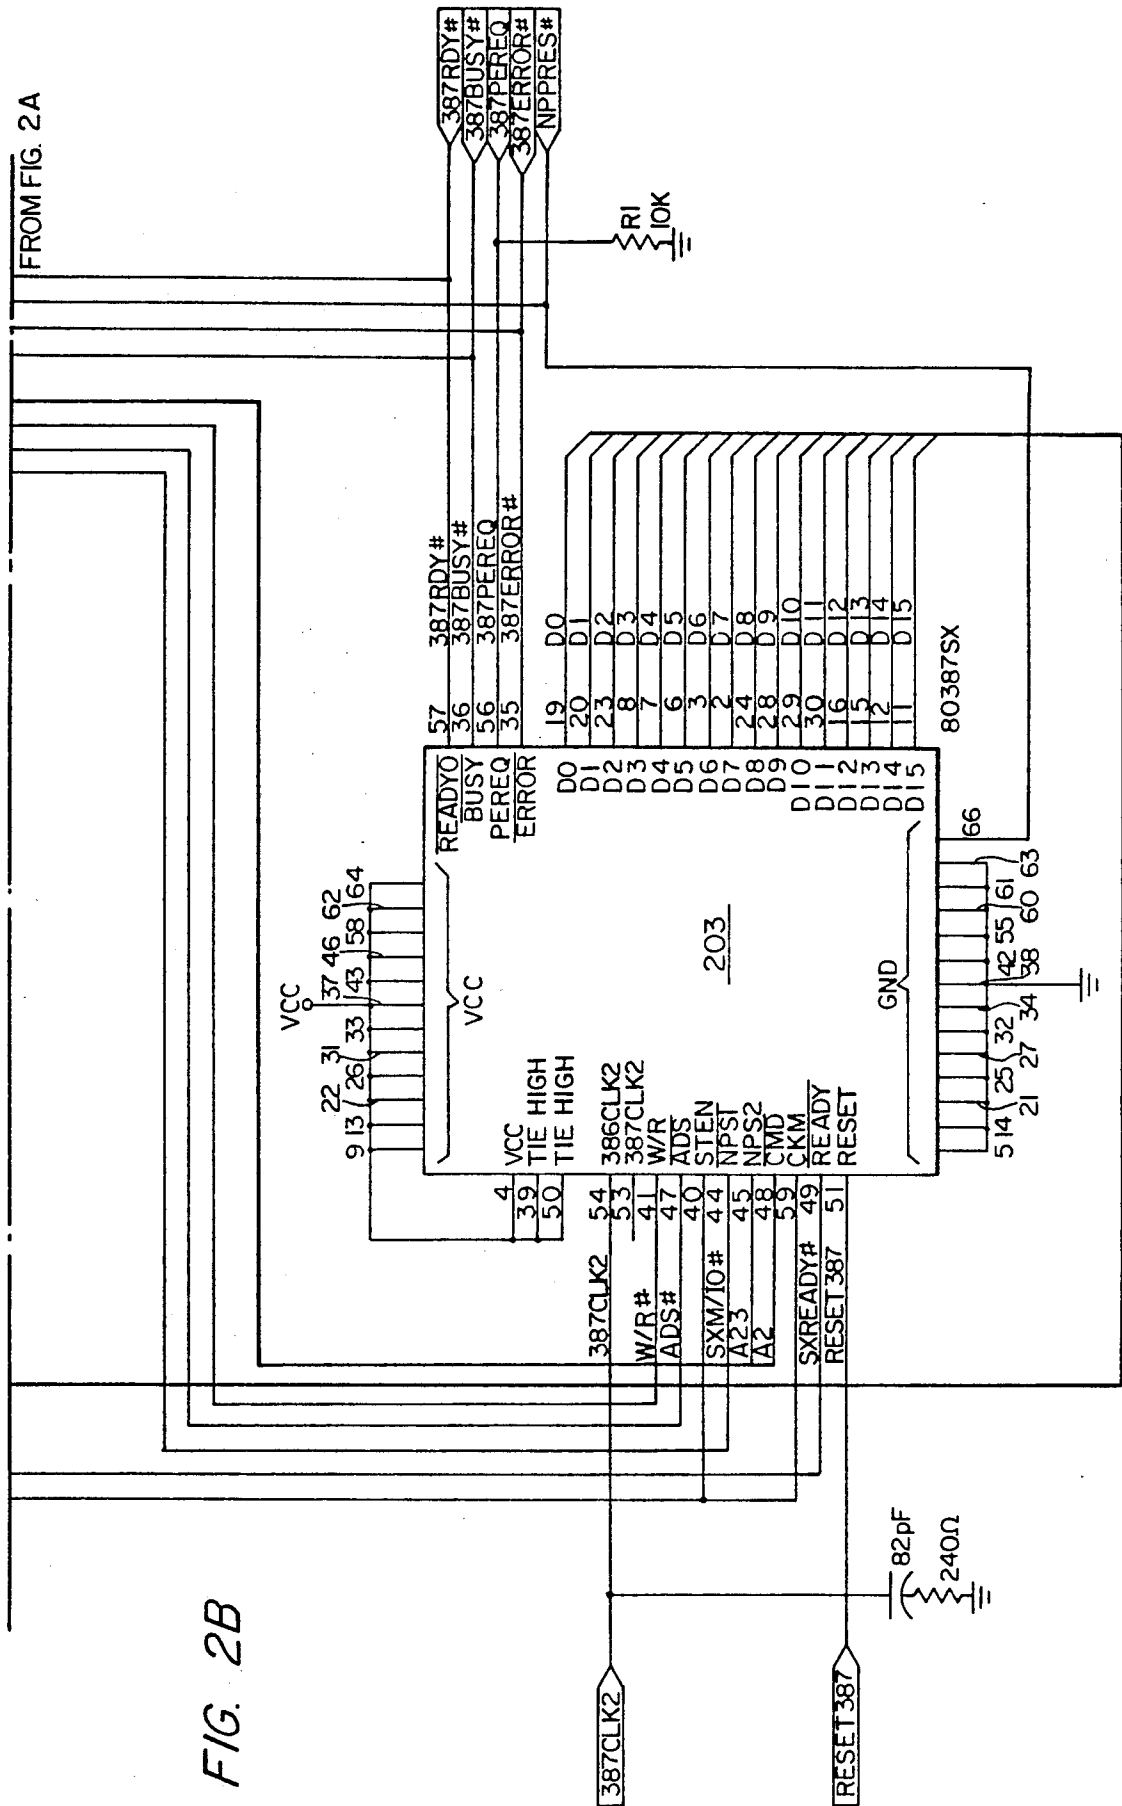 FIG. 2B
FROM FIG. 2A
387RDY#
387BUSY#
387PEREQ
387ERROR#
NPPRES#
R1
10K
57 387RDY#
36 387BUSY#
56 387PEREQ
35 387ERROR#
19 D0
20 D1
23 D2
8 D3
7 D4
6 D5
3 D6
2 D7
24 D8
28 D9
29 D10
30 D11
16 D12
15 D13
12 D14
11 D15
80387SX
READYO
BUSY
PEREQ
ERROR
D0
D1
D2
D3
D4
D5
D6
D7
D8
D9
D10
D11
D12
D13
D14
D15
66
VCC
9 13 22 26 31 33 37 43 46 58 62 64
VCC
203
GND
5 14 21 25 27 32 34 38 42 55 60 61 63
4 VCC
39 TIE HIGH
50 TIE HIGH
387CLK2 54 386CLK2
53 387CLK2
W/R# 41 W/R
ADS# 47 ADS
40 STEN
SXM/IO# 44 NPS1
A23 45 NPS2
A2 48 CMD
59 CKM
SXREADY# 49 READY
RESET387 51 RESET
82pF
240Ω
387CLK2
RESET387